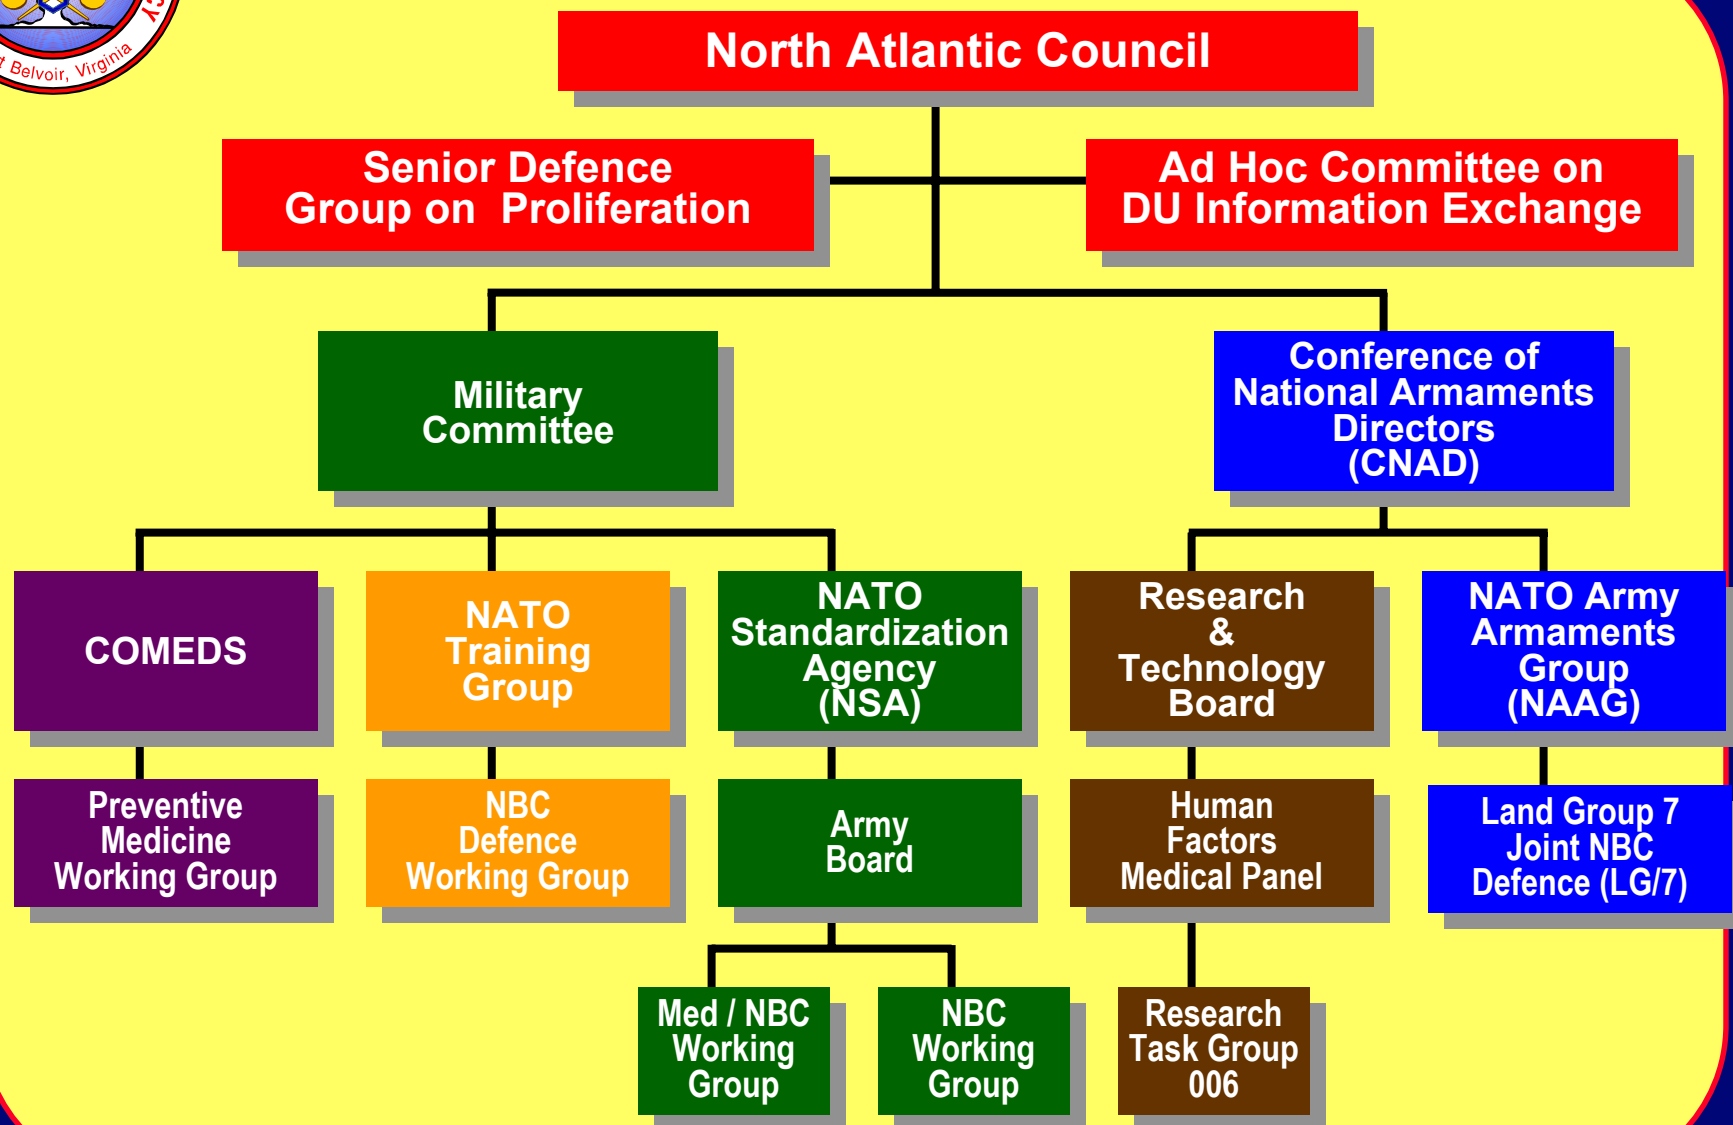 CY
t Belvoir, Virginia
North Atlantic Council
Senior Defence
Group on Proliferation
Ad Hoc Committee on
DU Information Exchange
Military
Committee
Conference of
National Armaments
Directors
(CNAD)
COMEDS
NATO
Training
Group
NATO
Standardization
Agency
(NSA)
Research
&
Technology
Board
NATO Army
Armaments
Group
(NAAG)
Preventive
Medicine
Working Group
NBC
Defence
Working Group
Army
Board
Human
Factors
Medical Panel
Land Group 7
Joint NBC
Defence (LG/7)
Med / NBC
Working
Group
NBC
Working
Group
Research
Task Group
006